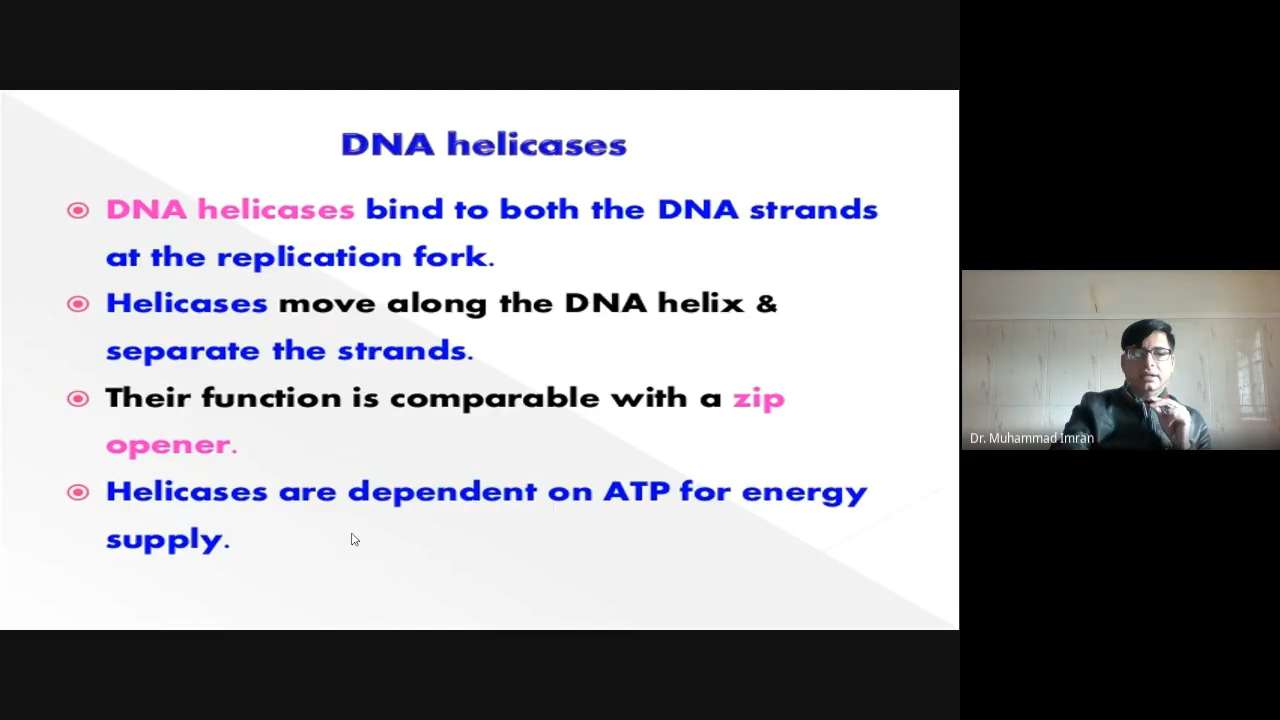 DNA helicases
DNA helicases bind to both the DNA strands
at the replication fork.
Helicases move along the DNA helix &
separate the strands.
Their function is comparable with a zip
opener.
Helicases are dependent on ATP for energy
supply.
Dr. Muhammad Imran